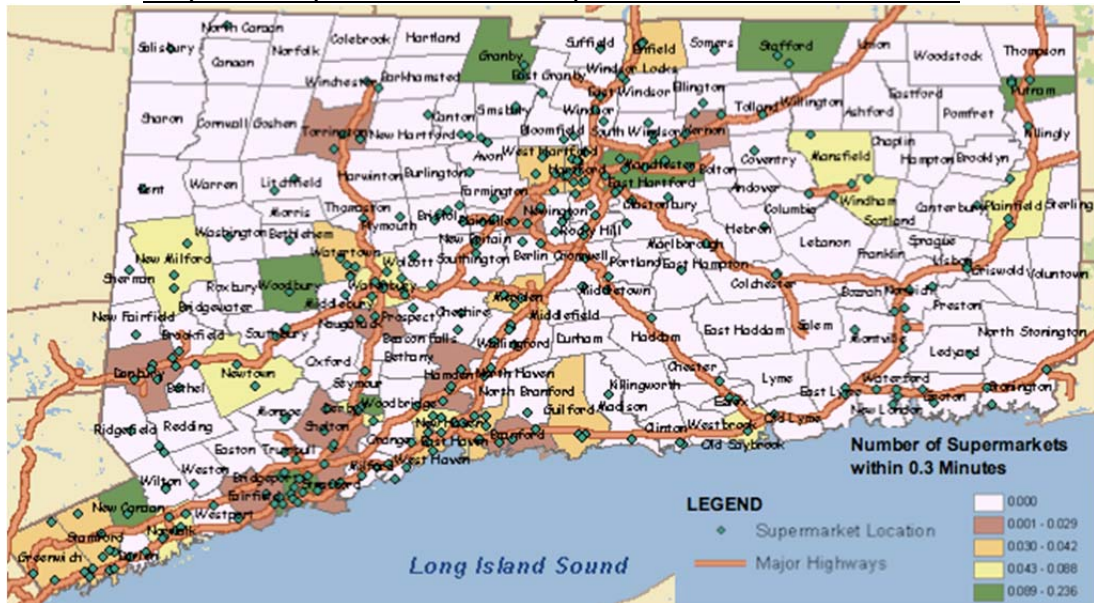 North Canaan
Salisbury
Canaan
Norfolk
Colebrook
Hartland
Granby
Suffield
Enfield
Somers
Stafford
Union
Woodstock
Thompson
Winchester
Barkhamsted
East Granby
Windsor Locks
East Windsor
Ellington
Putnam
Eastford
Sharon
Cornwall
Goshen
Torrington
New Hartford
Canton
Simsbury
Windsor
Bloomfield
South Windsor
Vernon
Tolland
Willington
Ashford
Pomfret
Killingly
West Hartford
Avon
Hartford
Manchester
Bolton
Coventry
Mansfield
Chaplin
Hampton
Brooklyn
Kent
Warren
Litchfield
Harwinton
Burlington
Farmington
East Hartford
Andover
Windham
Scotland
Canterbury
Plainfield
Sterling
Morris
Thomaston
Plymouth
Bristol
Plainville
Newington
Glastonbury
Columbia
Washington
Bethlehem
New Britain
Rocky Hill
Hebron
Lebanon
New Milford
Watertown
Wolcott
Southington
Berlin
Cromwell
Marlborough
Franklin
Sprague
Lisbon
Griswold
Voluntown
Sherman
Roxbury
Woodbury
Waterbury
Portland
East Hampton
Colchester
Bozrah
Norwich
Preston
Bridgewater
Middlebury
Meriden
Middletown
New Fairfield
Brookfield
Southbury
Naugatuck
Prospect
Cheshire
Middlefield
Haddam
East Haddam
Salem
North Stonington
Beacon Falls
Wallingford
Durham
Montville
Ledyard
Danbury
Bethel
Newtown
Oxford
Bethany
Seymour
Hamden
North Haven
Chester
Lyme
East Lyme
Waterford
Stonington
North Branford
Killingworth
Groton
New London
Monroe
Derby
Woodbridge
Guilford
Madison
Essex
Old Lyme
Ridgefield
Redding
Shelton
New Haven
East Haven
Branford
Clinton
Westbrook
Old Saybrook
Easton
Trumbull
Orange
Milford
West Haven
Weston
Wilton
Bridgeport
Stratford
Fairfield
New Canaan
Westport
Norwalk
Stamford
Darien
Greenwich
Long Island Sound
Number of Supermarkets
within 0.3 Minutes
LEGEND
Supermarket Location
Major Highways
0.000
0.001 - 0.029
0.030 - 0.042
0.043 - 0.088
0.089 - 0.236